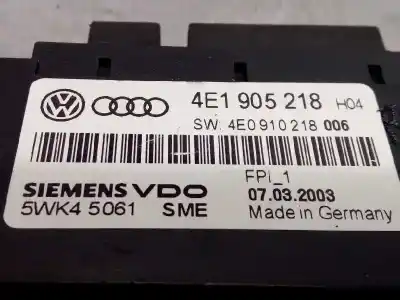 4E1 905 218 H04
SW: 4E0 910 218 006
SIEMENS VDO
FPI_1
07.03.2003
5WK4 5061 SME
Made in Germany